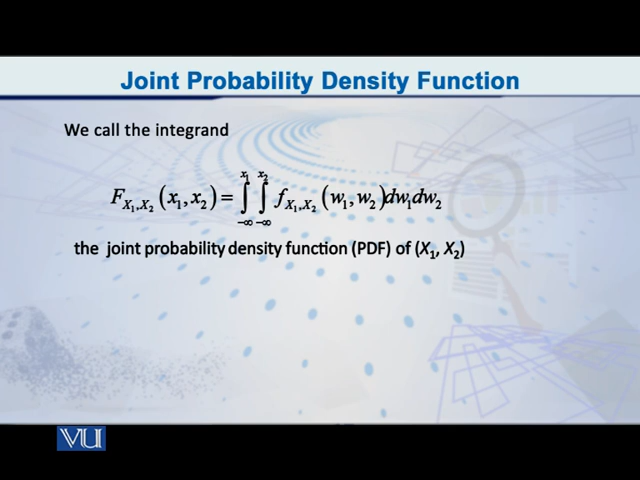 Joint Probability Density Function
We call the integrand
F_{X₁,X₂}(x₁,x₂) = ∫_{-∞}^{x₁} ∫_{-∞}^{x₂} f_{X₁,X₂}(w₁,w₂)dw₁dw₂
the joint probability density function (PDF) of (X₁, X₂)
VU